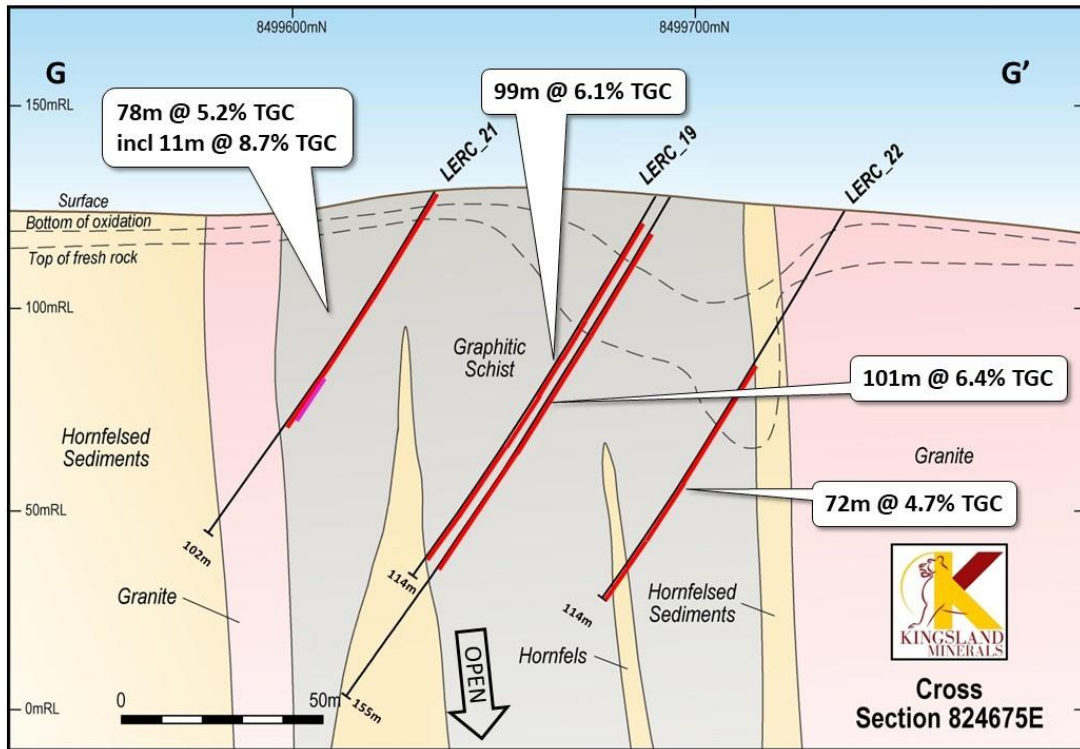 8499600mN
8499700mN
G
G’
150mRL
78m @ 5.2% TGC
incl 11m @ 8.7% TGC
99m @ 6.1% TGC
LERC_21
LERC_19
LERC_22
Surface
Bottom of oxidation
Top of fresh rock
100mRL
Graphitic
Schist
101m @ 6.4% TGC
Hornfelsed
Sediments
Granite
72m @ 4.7% TGC
50mRL
102m
114m
114m
Granite
Hornfelsed
Sediments
Hornfels
OPEN
KINGSLAND
MINERALS
Cross
Section 824675E
0
50m
155m
0mRL